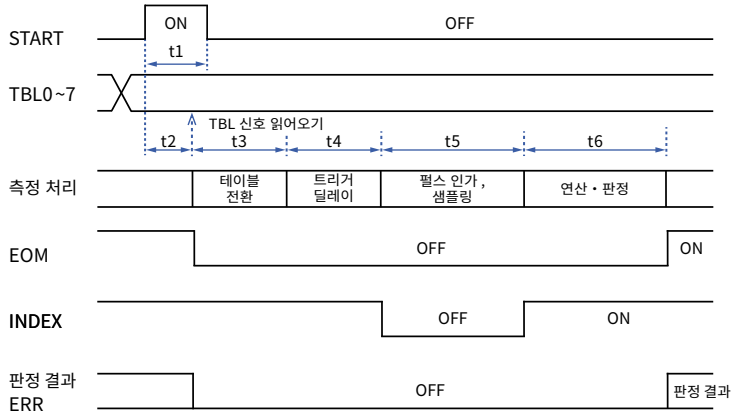 START
ON
OFF
t1
TBL0~7
TBL 신호 읽어오기
t2
t3
t4
t5
t6
측정 처리
테이블
전환
트리거
딜레이
펄스 인가 ,
샘플링
연산・판정
EOM
OFF
ON
INDEX
OFF
ON
판정 결과
ERR
OFF
판정 결과